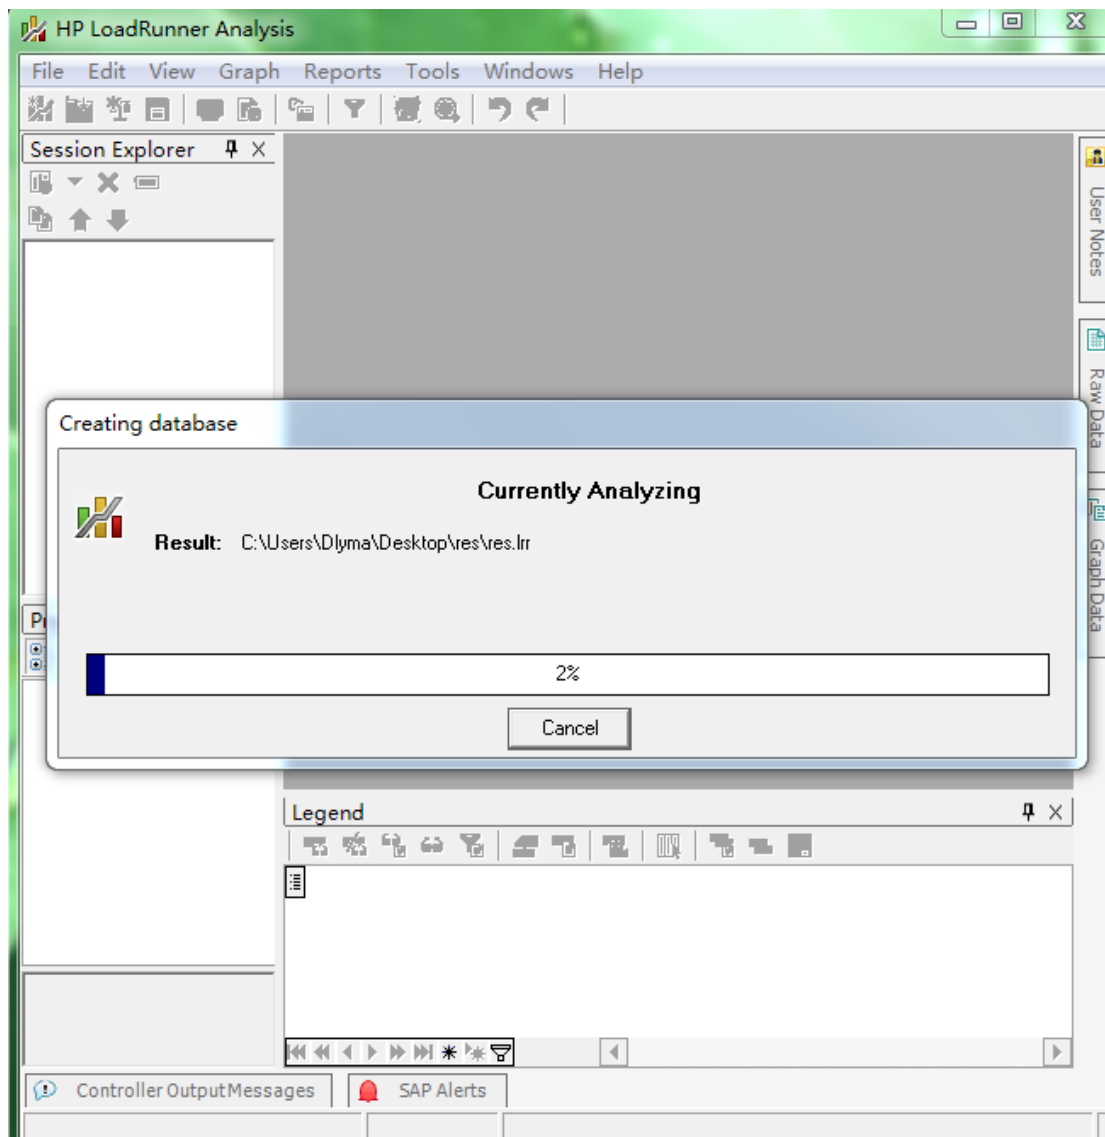 HP LoadRunner Analysis
File Edit View Graph Reports Tools Windows Help
Session Explorer
User Notes
Raw Data
Graph Data
Creating database
Currently Analyzing
Result: C:\Users\Dlyma\Desktop\res\res.lrr
2%
Cancel
Legend
Controller Output Messages
SAP Alerts